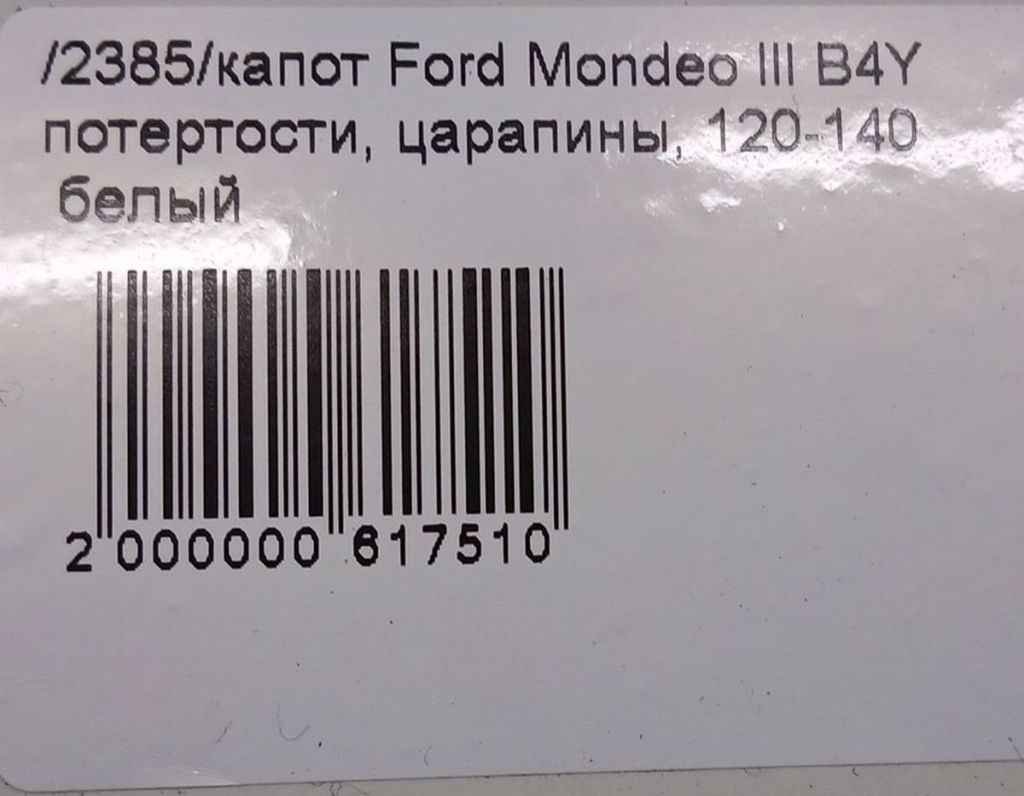 /2385/капот Ford Mondeo III B4Y
потертости, царапины, 120-140
белый
2 000000 617510